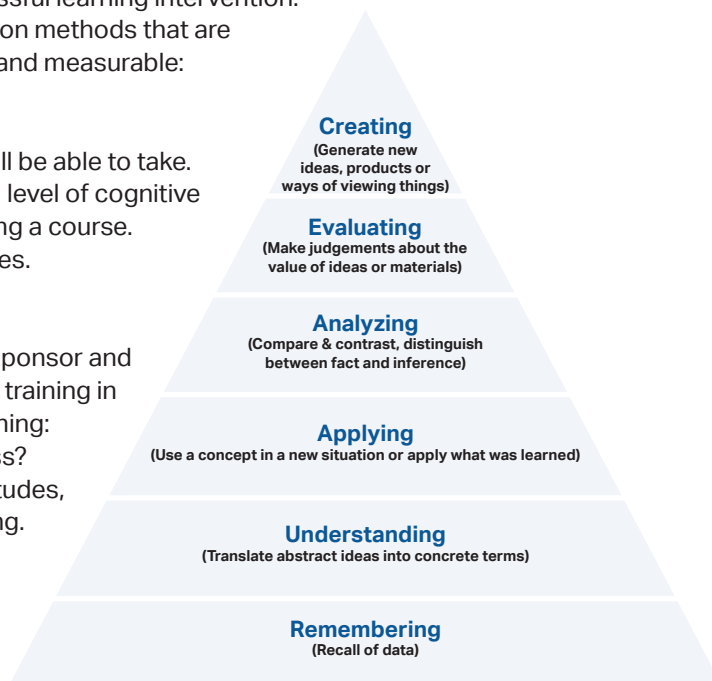 ssful learning intervention.
on methods that are
and measurable:
ll be able to take.
level of cognitive
ng a course.
es.
ponsor and
training in
ning:
s?
tudes,
ng.
Creating
(Generate new
ideas, products or
ways of viewing things)
Evaluating
(Make judgements about the
value of ideas or materials)
Analyzing
(Compare & contrast, distinguish
between fact and inference)
Applying
(Use a concept in a new situation or apply what was learned)
Understanding
(Translate abstract ideas into concrete terms)
Remembering
(Recall of data)